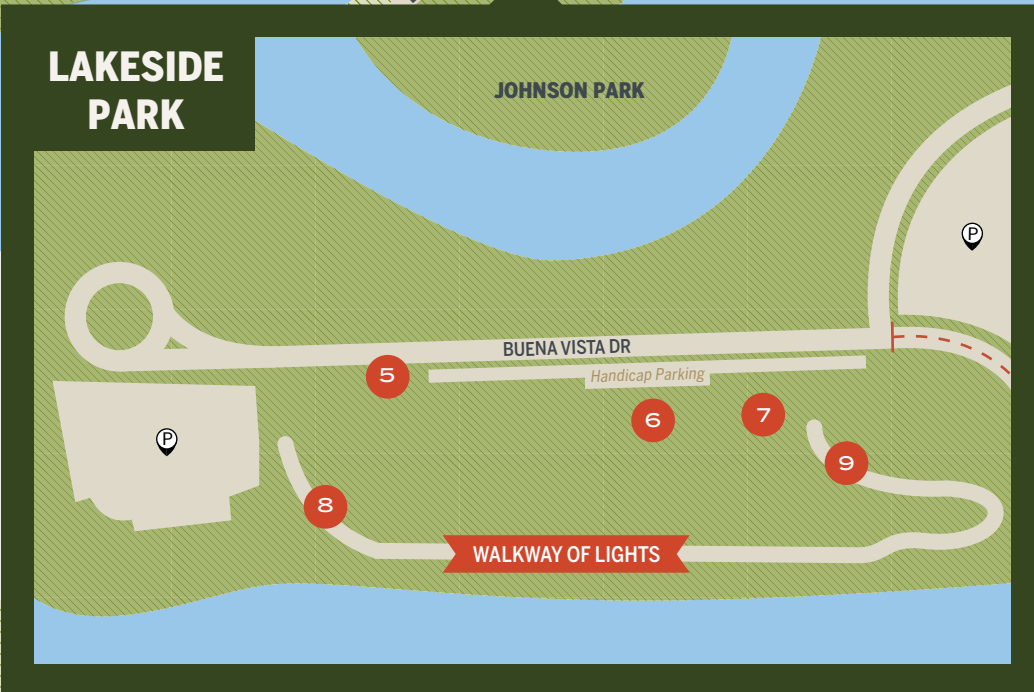 LAKESIDE
PARK
JOHNSON PARK
P
BUENA VISTA DR
Handicap Parking
5
6
7
P
9
8
WALKWAY OF LIGHTS